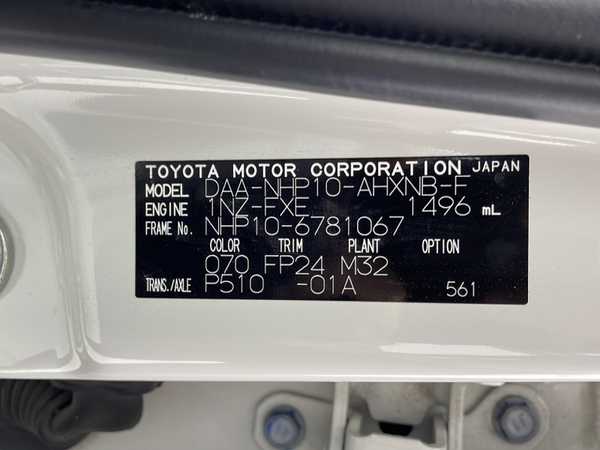 TOYOTA MOTOR CORPORATION JAPAN
MODEL DAA-NHP10-AHXNB-F
ENGINE 1NZ-FXE 1496 mL
FRAME No. NHP10-6781067
COLOR TRIM PLANT OPTION
070 FP24 M32
TRANS./AXLE P510 -01A 561